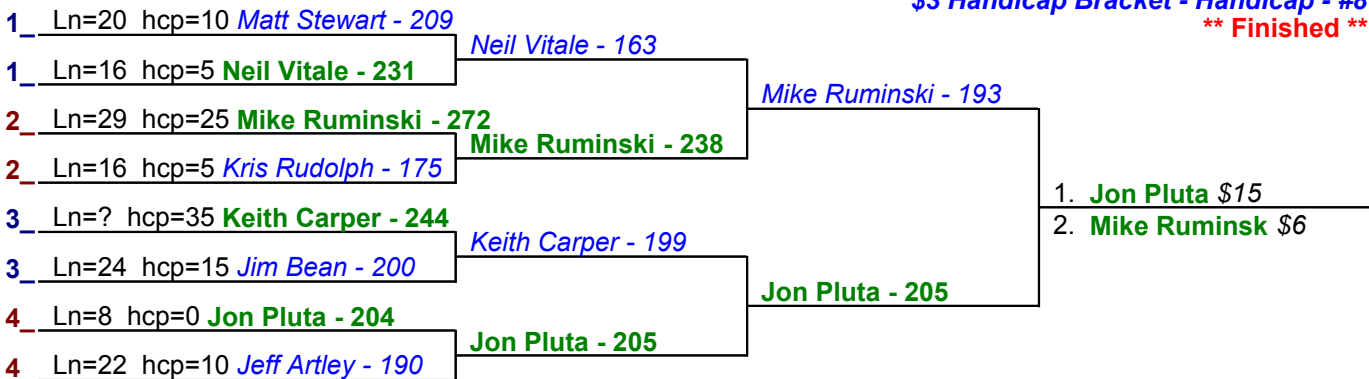 $3 Handicap Bracket - Handicap - #8
** Finished **
1_ Ln=20 hcp=10 Matt Stewart - 209
1_ Ln=16 hcp=5 Neil Vitale - 231
2_ Ln=29 hcp=25 Mike Ruminski - 272
2_ Ln=16 hcp=5 Kris Rudolph - 175
3_ Ln=? hcp=35 Keith Carper - 244
3_ Ln=24 hcp=15 Jim Bean - 200
4_ Ln=8 hcp=0 Jon Pluta - 204
4 Ln=22 hcp=10 Jeff Artley - 190
Neil Vitale - 163
Mike Ruminski - 238
Keith Carper - 199
Jon Pluta - 205
Mike Ruminski - 193
Jon Pluta - 205
1. Jon Pluta $15
2. Mike Ruminsk $6